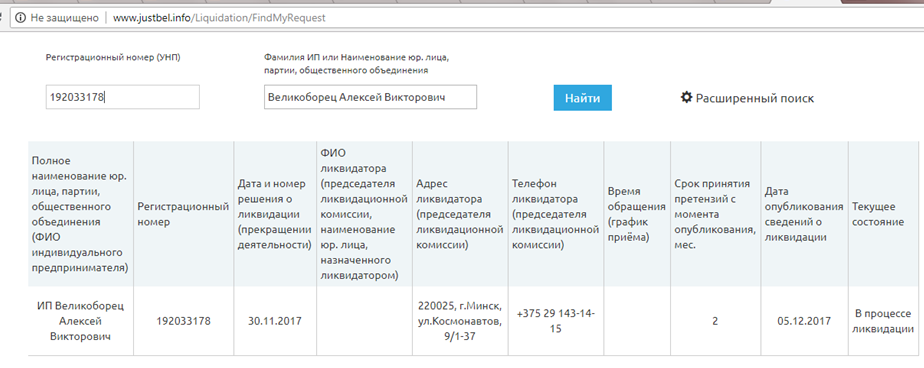 Не защищено | www.justbel.info/Liquidation/FindMyRequest
Регистрационный номер (УНП)
Фамилия ИП или Наименование юр. лица,
партии, общественного объединения
192033178
Великоборец Алексей Викторович
Найти
Расширенный поиск
Полное
наименование юр.
лица, партии,
общественного
объединения
(ФИО
индивидуального
предпринимателя)
Регистрационный
номер
Дата и номер
решения о
ликвидации
(прекращении
деятельности)
ФИО
ликвидатора
(председателя
ликвидационной
комиссии,
наименование
юр. лица,
назначенного
ликвидатором)
Адрес
ликвидатора
(председателя
ликвидационной
комиссии)
Телефон
ликвидатора
(председателя
ликвидационной
комиссии)
Время
обращения
(график
приёма)
Срок принятия
претензий с
момента
опубликования,
мес.
Дата
опубликования
сведений о
ликвидации
Текущее
состояние
ИП Великоборец
Алексей
Викторович
192033178
30.11.2017
220025, г.Минск,
ул.Космонавтов,
9/1-37
+375 29 143-14-
15
2
05.12.2017
В процессе
ликвидации